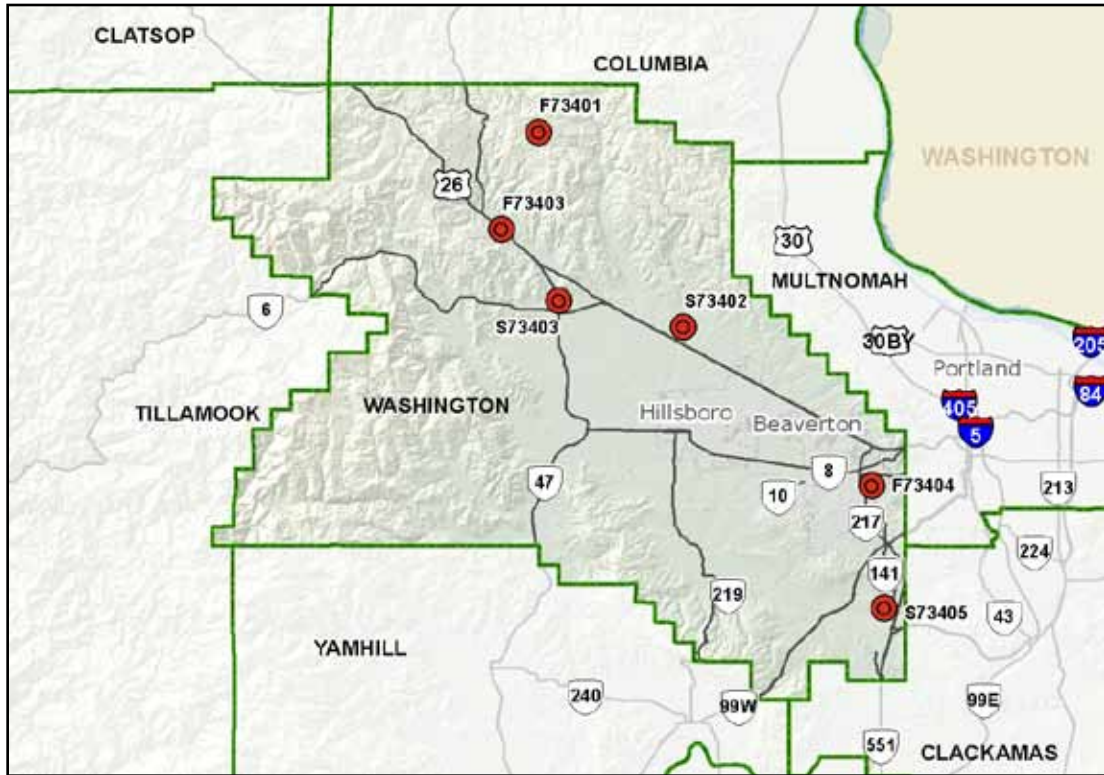 CLATSOP
COLUMBIA
F73401
WASHINGTON
26
F73403
30
MULTNOMAH
6
S73402
S73403
30BY
205
Portland
84
TILLAMOOK
WASHINGTON
Hillsboro
Beaverton
405
5
8
47
10
F73404
213
217
224
141
219
S73405
43
YAMHILL
240
99W
99E
551
CLACKAMAS